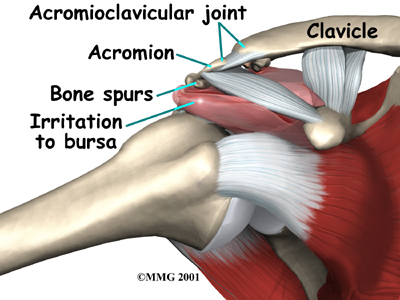 Acromioclavicular joint
Clavicle
Acromion
Bone spurs
Irritation
to bursa
©MMG 2001